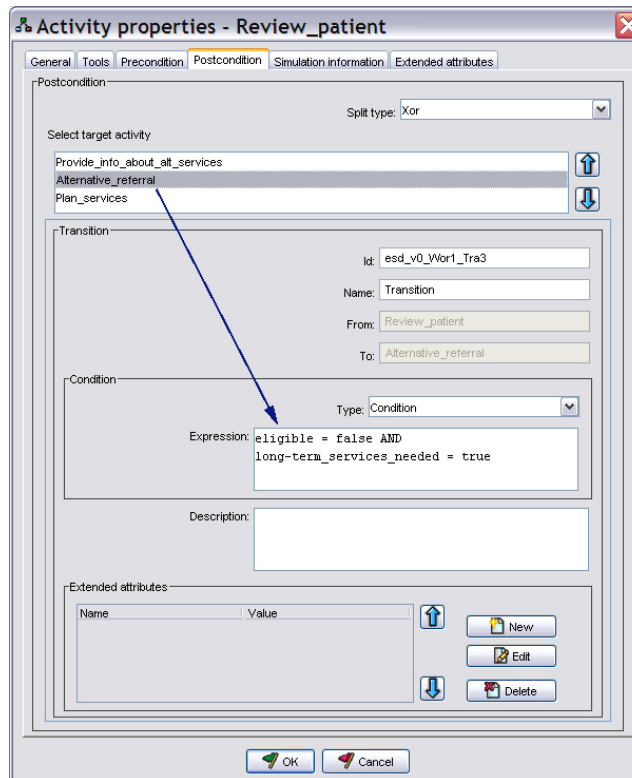 Activity properties - Review_patient
General Tools Precondition Postcondition Simulation information Extended attributes
Postcondition
Split type: Xor
Select target activity
Provide_info_about_alt_services
Alternative_referral
Plan_services
Transition
Id: esd_v0_Wor1_Tra3
Name: Transition
From: Review_patient
To: Alternative_referral
Condition
Type: Condition
Expression: eligible = false AND
long-term_services_needed = true
Description:
Extended attributes
Name Value
New
Edit
Delete
OK Cancel